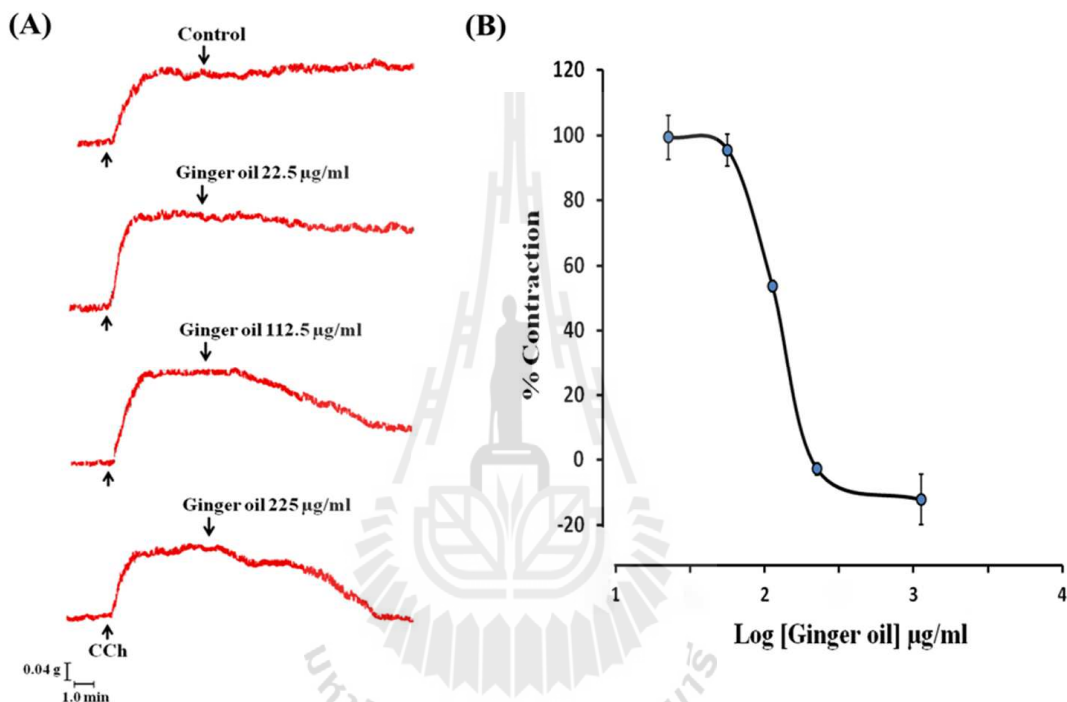 (A)
Control
Ginger oil 22.5 µg/ml
Ginger oil 112.5 µg/ml
Ginger oil 225 µg/ml
CCh
0.04 g
1.0 min
(B)
% Contraction
120
100
80
60
40
20
0
-20
1 2 3 4
Log [Ginger oil] µg/ml